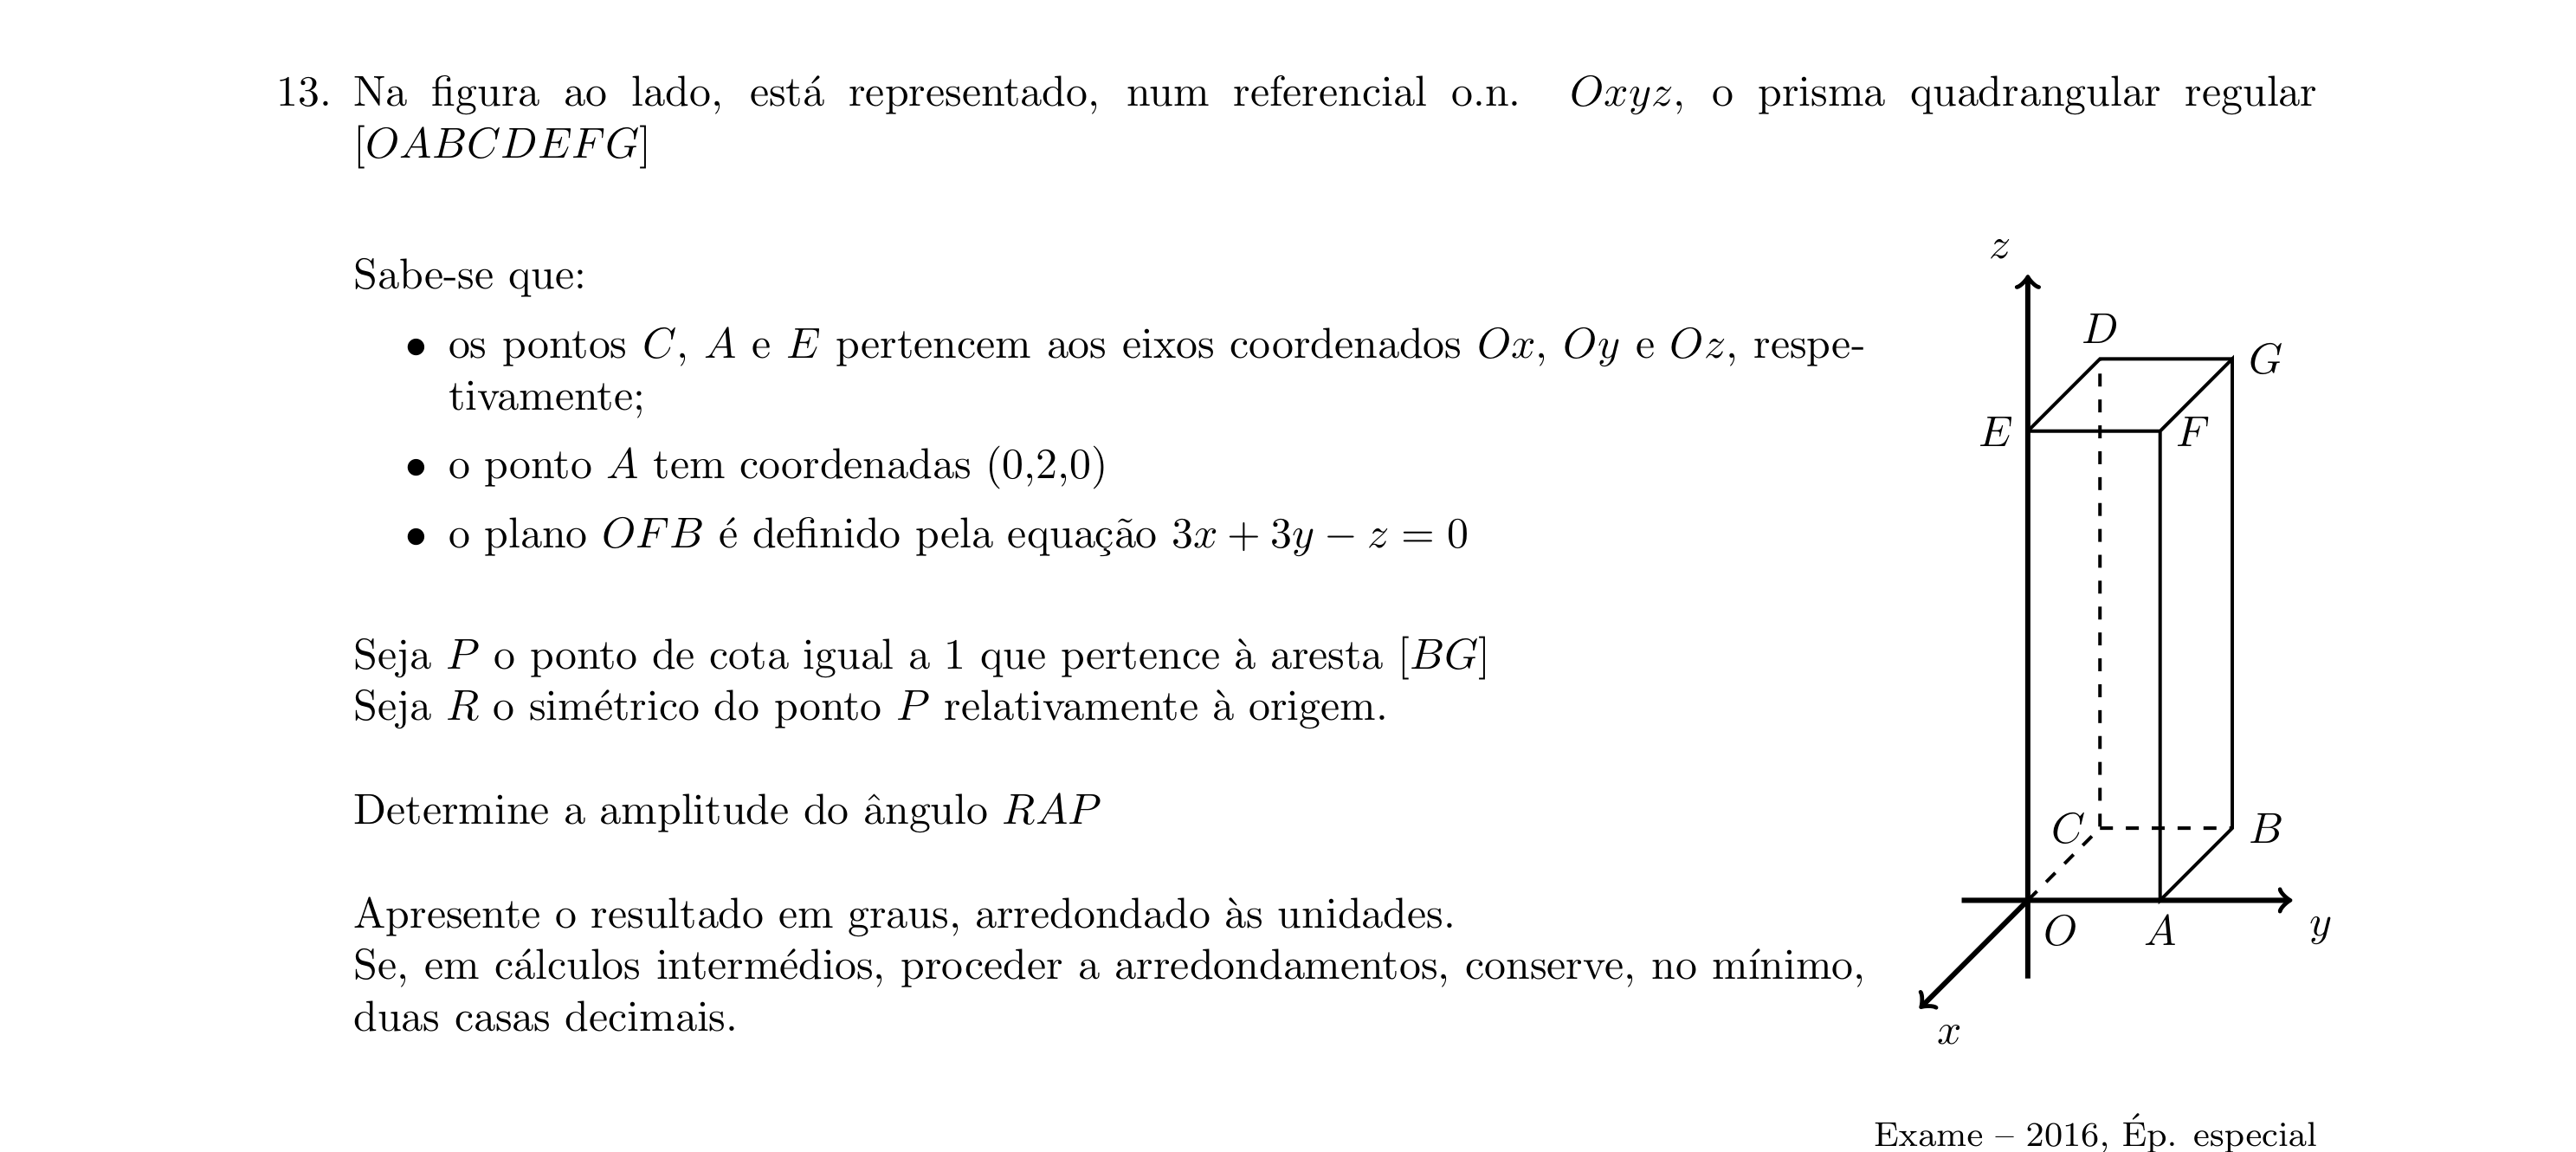 13. Na figura ao lado, está representado, num referencial o.n. Oxyz, o prisma quadrangular regular
[OABCDEFG]
Sabe-se que:
• os pontos C, A e E pertencem aos eixos coordenados Ox, Oy e Oz, respe-
tivamente;
• o ponto A tem coordenadas (0,2,0)
• o plano OFB é definido pela equação 3x + 3y − z = 0
Seja P o ponto de cota igual a 1 que pertence à aresta [BG]
Seja R o simétrico do ponto P relativamente à origem.
Determine a amplitude do ângulo RAP
Apresente o resultado em graus, arredondado às unidades.
Se, em cálculos intermédios, proceder a arredondamentos, conserve, no mínimo,
duas casas decimais.
z
D
G
E
F
C
B
O
A
y
x
Exame – 2016, Ép. especial